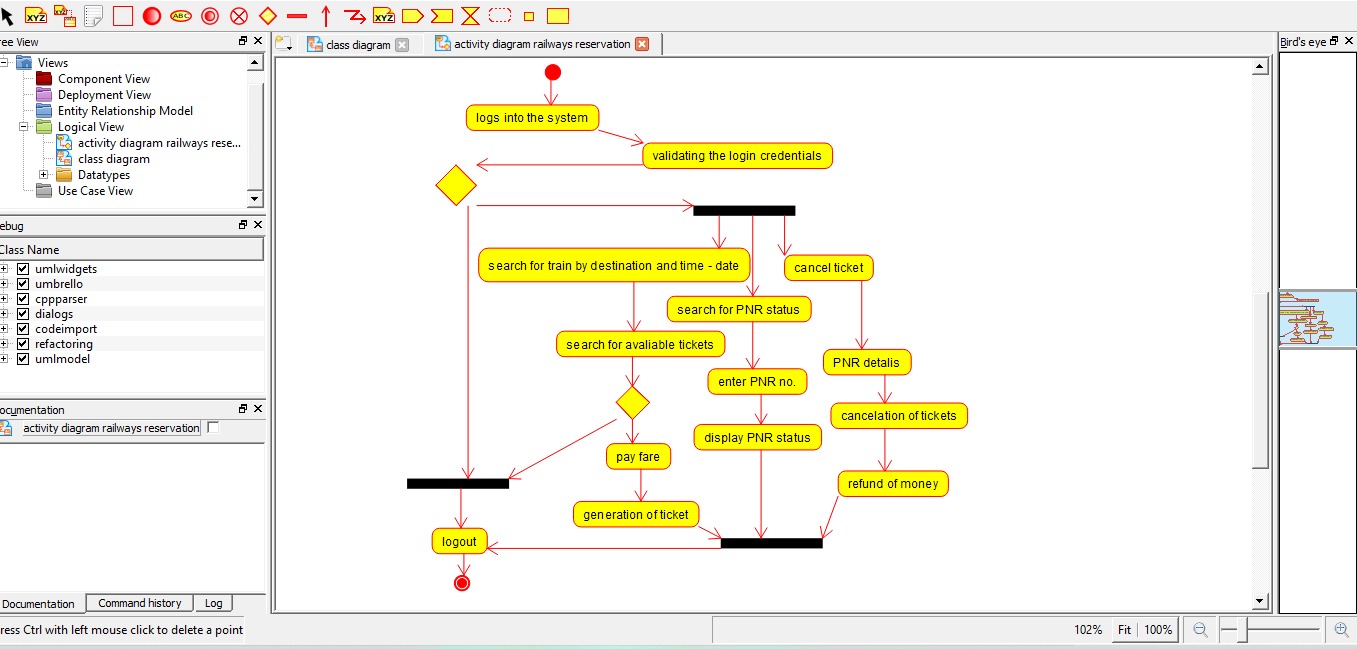 XYZ
XYZ
ABC
XYZ
ree View
class diagram
activity diagram railways reservation
Bird's eye
Views
Component View
Deployment View
Entity Relationship Model
Logical View
activity diagram railways rese...
class diagram
Datatypes
Use Case View
ebug
Class Name
umlwidgets
umbrello
cppparser
dialogs
codeimport
refactoring
umlmodel
ocumentation
activity diagram railways reservation
logs into the system
validating the login credentials
search for train by destination and time - date
cancel ticket
search for PNR status
search for avaliable tickets
PNR detalis
enter PNR no.
cancelation of tickets
display PNR status
pay fare
refund of money
generation of ticket
logout
Documentation
Command history
Log
ress Ctrl with left mouse click to delete a point
102%
Fit
100%